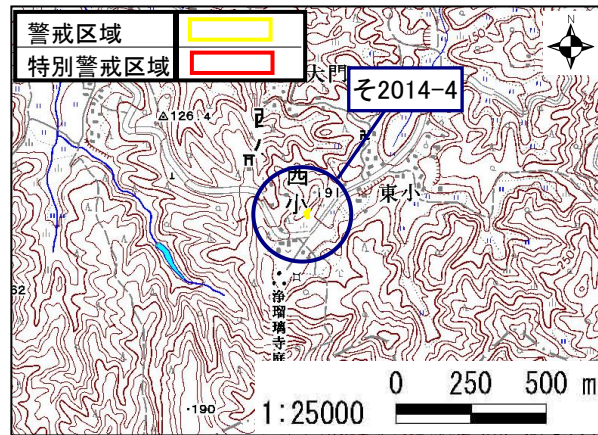 警戒区域
特別警戒区域
N
大門
そ2014-4
△126.4
西小
東小
浄瑠璃寺庭
62
・190
0 250 500 m
1:25000